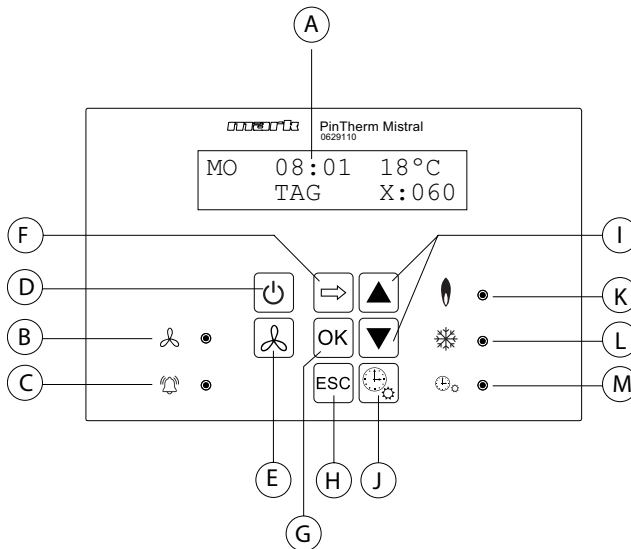 A
mark PinTherm Mistral
0629110
MO 08:01 18°C
TAG X:060
F
I
D
K
B
OK
L
C
ESC
M
E
H
J
G